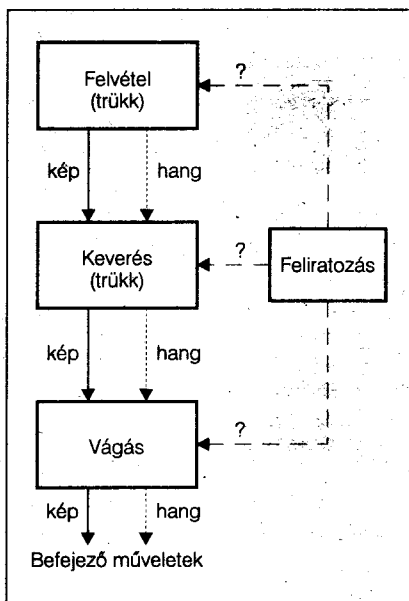 Felvétel
(trükk)
?
kép
hang
Keverés
(trükk)
?
Feliratozás
kép
hang
Vágás
?
kép
hang
Befejező műveletek